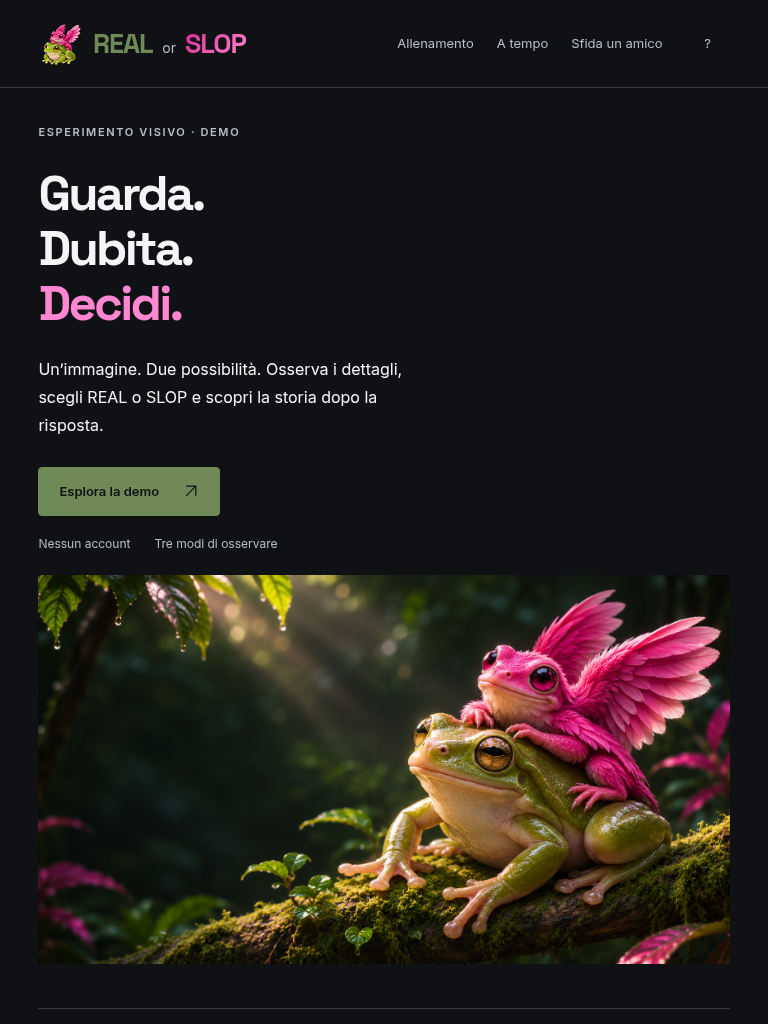 REAL or SLOP
Allenamento
A tempo
Sfida un amico
?
ESPERIMENTO VISIVO · DEMO
Guarda.
Dubita.
Decidi.
Un’immagine. Due possibilità. Osserva i dettagli,
scegli REAL o SLOP e scopri la storia dopo la
risposta.
Esplora la demo
Nessun account
Tre modi di osservare